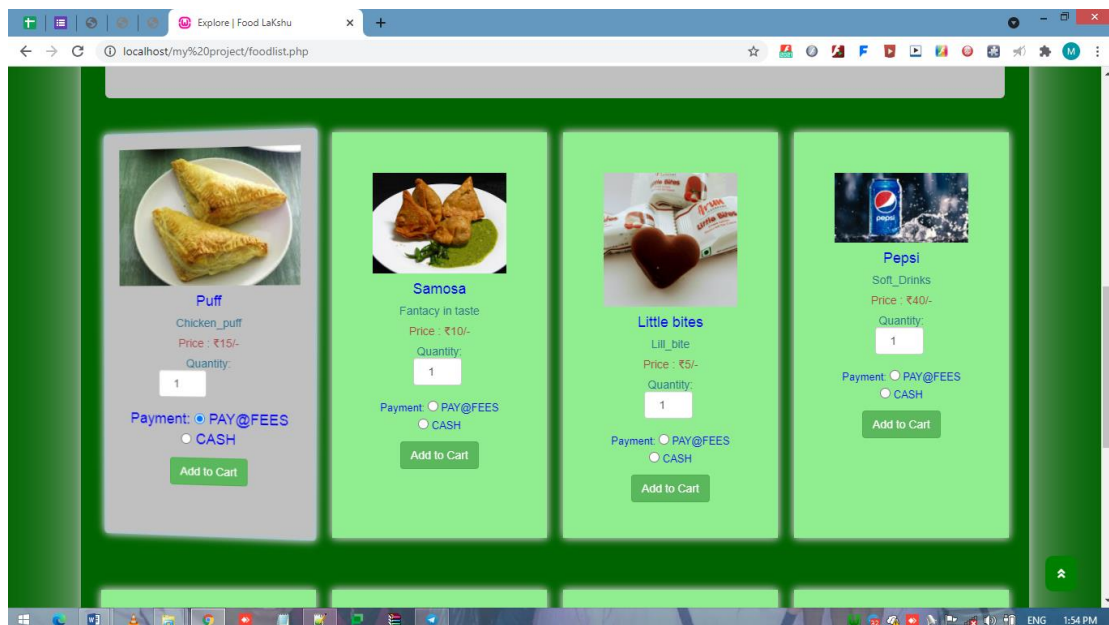 Explore | Food LaKshu
localhost/my%20project/foodlist.php
M
Puff
Chicken_puff
Price : ₹15/-
Quantity:
1
Payment: PAY@FEES
CASH
Add to Cart
Samosa
Fantacy in taste
Price : ₹10/-
Quantity:
1
Payment: PAY@FEES
CASH
Add to Cart
Little Bites
Little bites
Lill_bite
Price : ₹5/-
Quantity:
1
Payment: PAY@FEES
CASH
Add to Cart
pepsi
Pepsi
Soft_Drinks
Price : ₹40/-
Quantity:
1
Payment: PAY@FEES
CASH
Add to Cart
ENG 1:54 PM